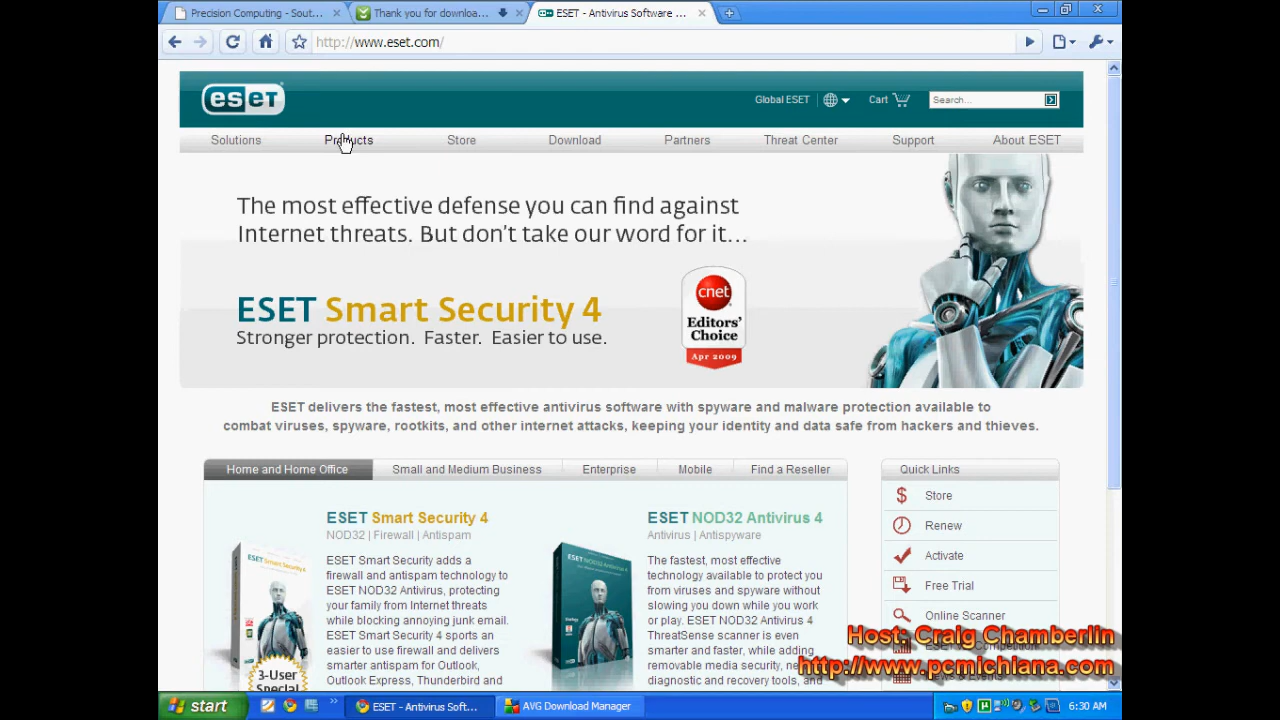 Precision Computing - Sout...
Thank you for downloa...
ESET - Antivirus Software ...
http://www.eset.com/
eset
Global ESET
Cart
Search...
Solutions
Products
Store
Download
Partners
Threat Center
Support
About ESET
The most effective defense you can find against
Internet threats. But don't take our word for it...
ESET Smart Security 4
Stronger protection. Faster. Easier to use.
cnet
Editors'
Choice
Apr 2009
ESET delivers the fastest, most effective antivirus software with spyware and malware protection available to
combat viruses, spyware, rootkits, and other internet attacks, keeping your identity and data safe from hackers and thieves.
Home and Home Office
Small and Medium Business
Enterprise
Mobile
Find a Reseller
Quick Links
ESET Smart Security 4
NOD32 | Firewall | Antispam
ESET Smart Security adds a
firewall and antispam technology to
ESET NOD32 Antivirus, protecting
your family from Internet threats
while blocking annoying junk email.
ESET Smart Security 4 sports an
easier to use firewall and delivers
smarter antispam for Outlook,
Outlook Express, Thunderbird and
3-User
Special
ESET NOD32 Antivirus 4
Antivirus | Antispyware
The fastest, most effective
technology available to protect you
from viruses and spyware without
slowing you down while you work
or play. ESET NOD32 Antivirus 4
ThreatSense scanner is even
smarter and faster, while adding
removable media security, ne
diagnostic and recovery tools, and
Store
Renew
Activate
Free Trial
Online Scanner
News & Events
Host: Craig Chamberlin
http://www.pcmichiana.com
start
ESET - Antivirus Soft...
AVG Download Manager
6:30 AM